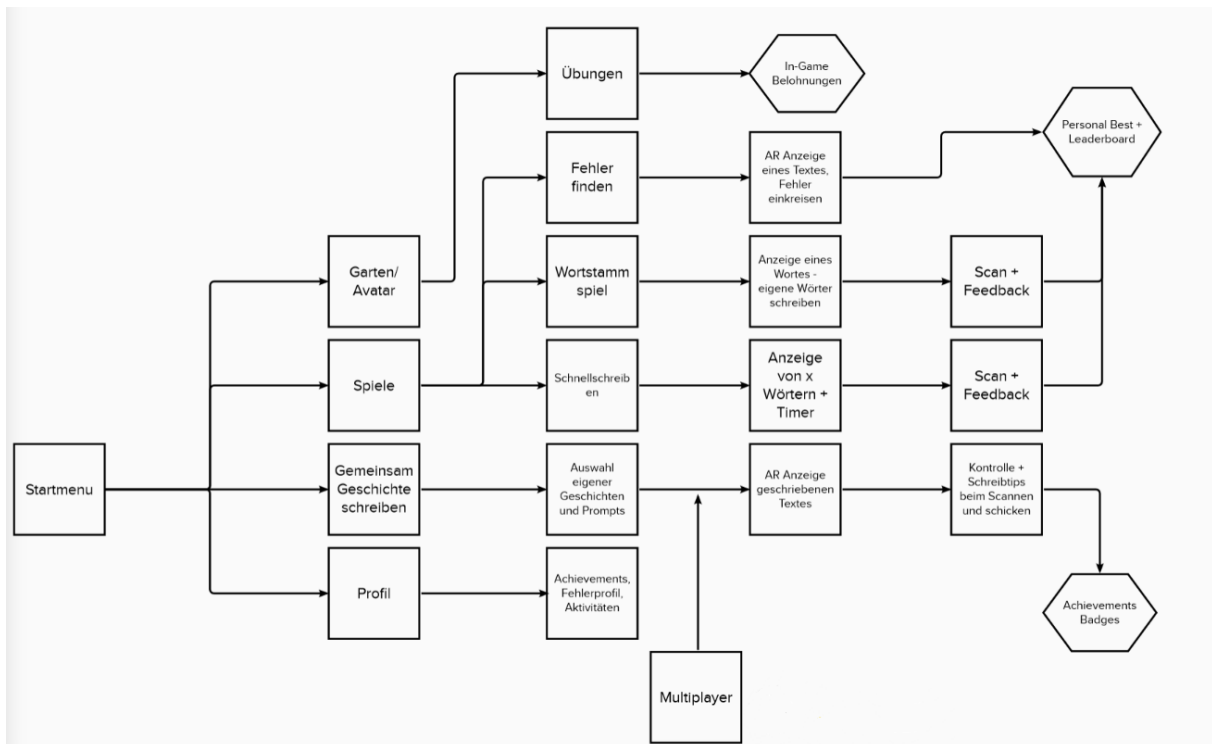 Übungen
In-Game
Belohnungen
Personal Best +
Leaderboard
Fehler
finden
AR Anzeige
eines Textes,
Fehler
einkreisen
Garten/
Avatar
Wortstamm
spiel
Anzeige eines
Wortes -
eigene Wörter
schreiben
Scan +
Feedback
Spiele
Schnellschreib
en
Anzeige
von x
Wörtern +
Timer
Scan +
Feedback
Startmenu
Gemeinsam
Geschichte
schreiben
Auswahl
eigener
Geschichten
und Prompts
AR Anzeige
geschriebenen
Textes
Kontrolle +
Schreibtips
beim Scannen
und schicken
Profil
Achievements,
Fehlerprofil,
Aktivitäten
Achievements
Badges
Multiplayer